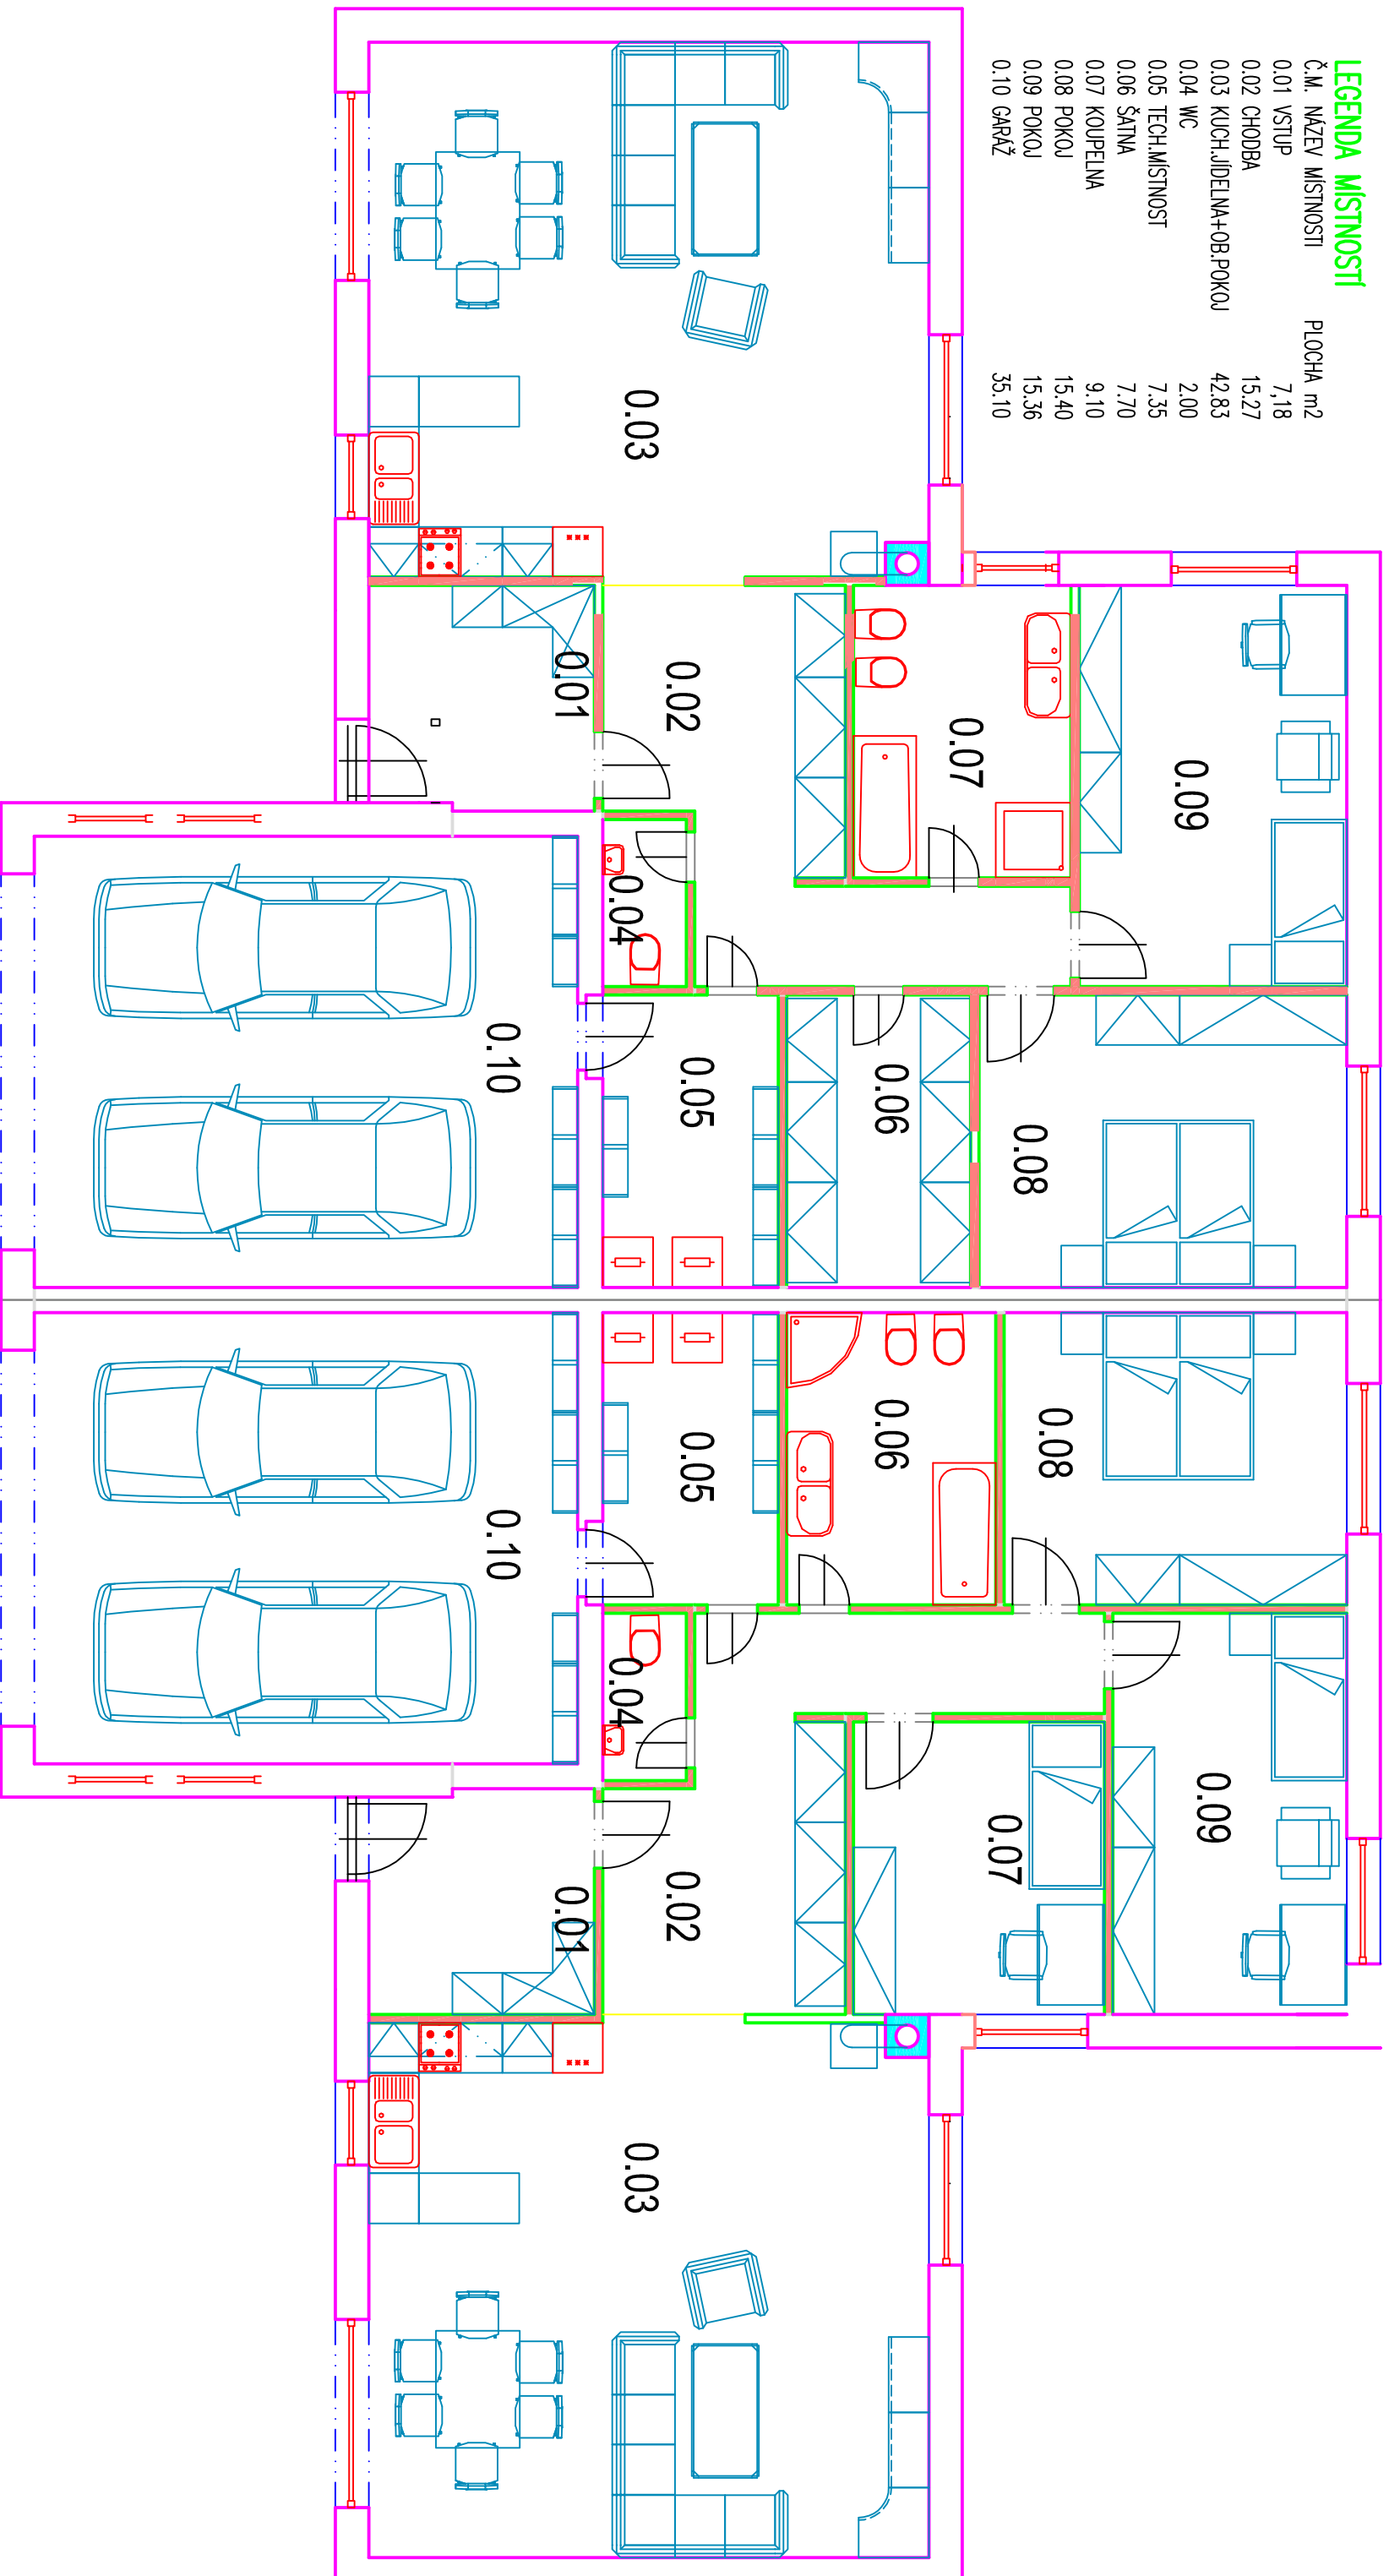 LEGENDA MÍSTNOSTÍ
Č.M. NÁZEV MÍSTNOSTI PLOCHA m2
0.01 VSTUP 7,18
0.02 CHODBA 15.27
0.03 KUCH.JÍDELNA+OB.POKOJ 42.83
0.04 WC 2.00
0.05 TECH.MÍSTNOST 7.35
0.06 ŠATNA 7.70
0.07 KOUPELNA 9.10
0.08 POKOJ 15.40
0.09 POKOJ 15.36
0.10 GARÁŽ 35.10
0.09
0.08
0.08
0.09
0.07
0.06
0.06
0.07
0.02
0.05
0.05
0.02
0.03
0.04
0.04
0.03
0.01
0.10
0.10
0.01